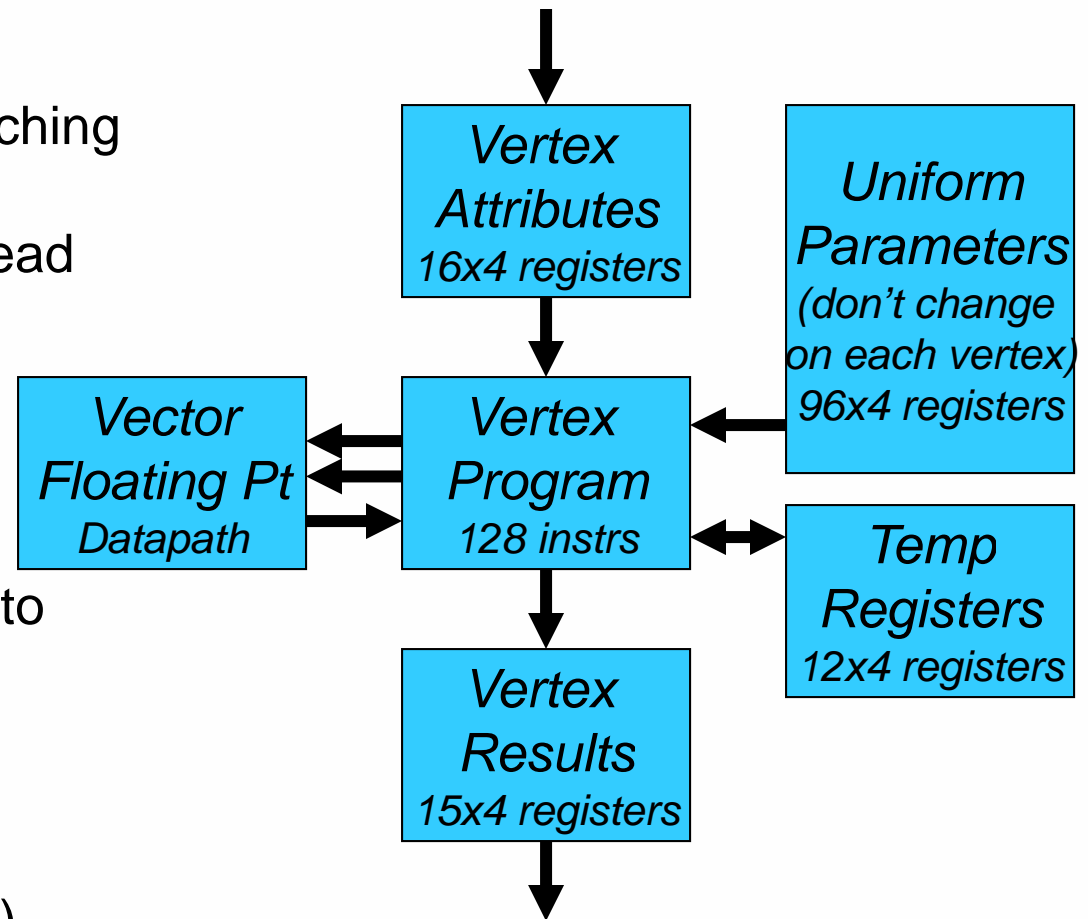 ching
ead
to
)
Vertex
Attributes
16x4 registers
Uniform
Parameters
(don’t change
on each vertex)
96x4 registers
Vector
Floating Pt
Datapath
Vertex
Program
128 instrs
Temp
Registers
12x4 registers
Vertex
Results
15x4 registers